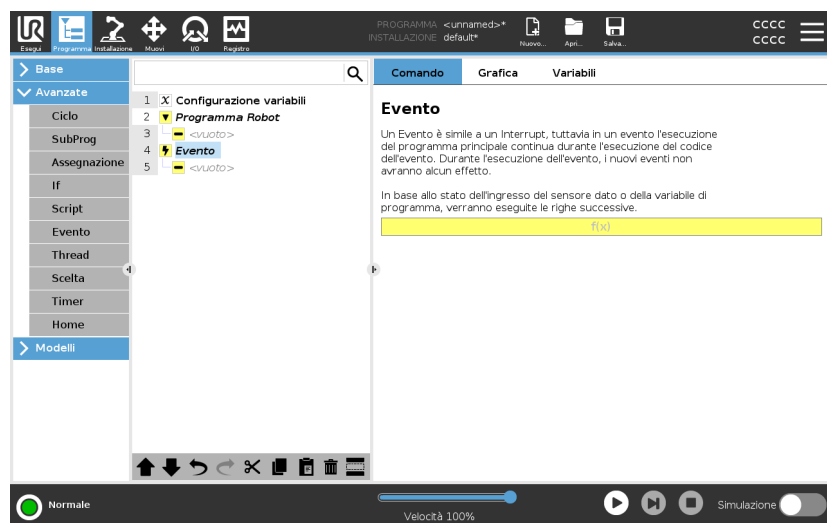 UR
PROGRAMMA <unnamed>*
INSTALLAZIONE default*
Esegui Programma Installazione Muovi I/O Registro
Nuovo... Apri... Salva...
cccc
cccc
Base
Avanzate
Ciclo
SubProg
Assegnazione
If
Script
Evento
Thread
Scelta
Timer
Home
Modelli
1 X Configurazione variabili
2 Programma Robot
3 <vuoto>
4 Evento
5 <vuoto>
Comando Grafica Variabili
Evento
Un Evento è simile a un Interrupt, tuttavia in un evento l'esecuzione
del programma principale continua durante l'esecuzione del codice
dell'evento. Durante l'esecuzione dell'evento, i nuovi eventi non
avranno alcun effetto.
In base allo stato dell'ingresso del sensore dato o della variabile di
programma, verranno eseguite le righe successive.
f(x)
Normale
Velocità 100%
Simulazione